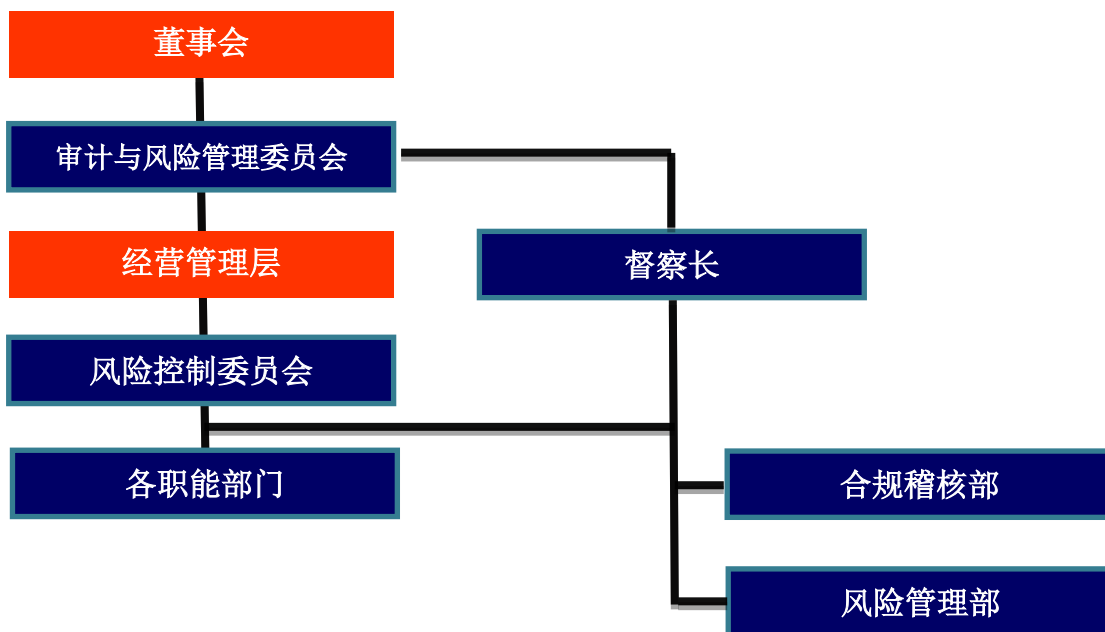 董事会
审计与风险管理委员会
经营管理层
督察长
风险控制委员会
各职能部门
合规稽核部
风险管理部